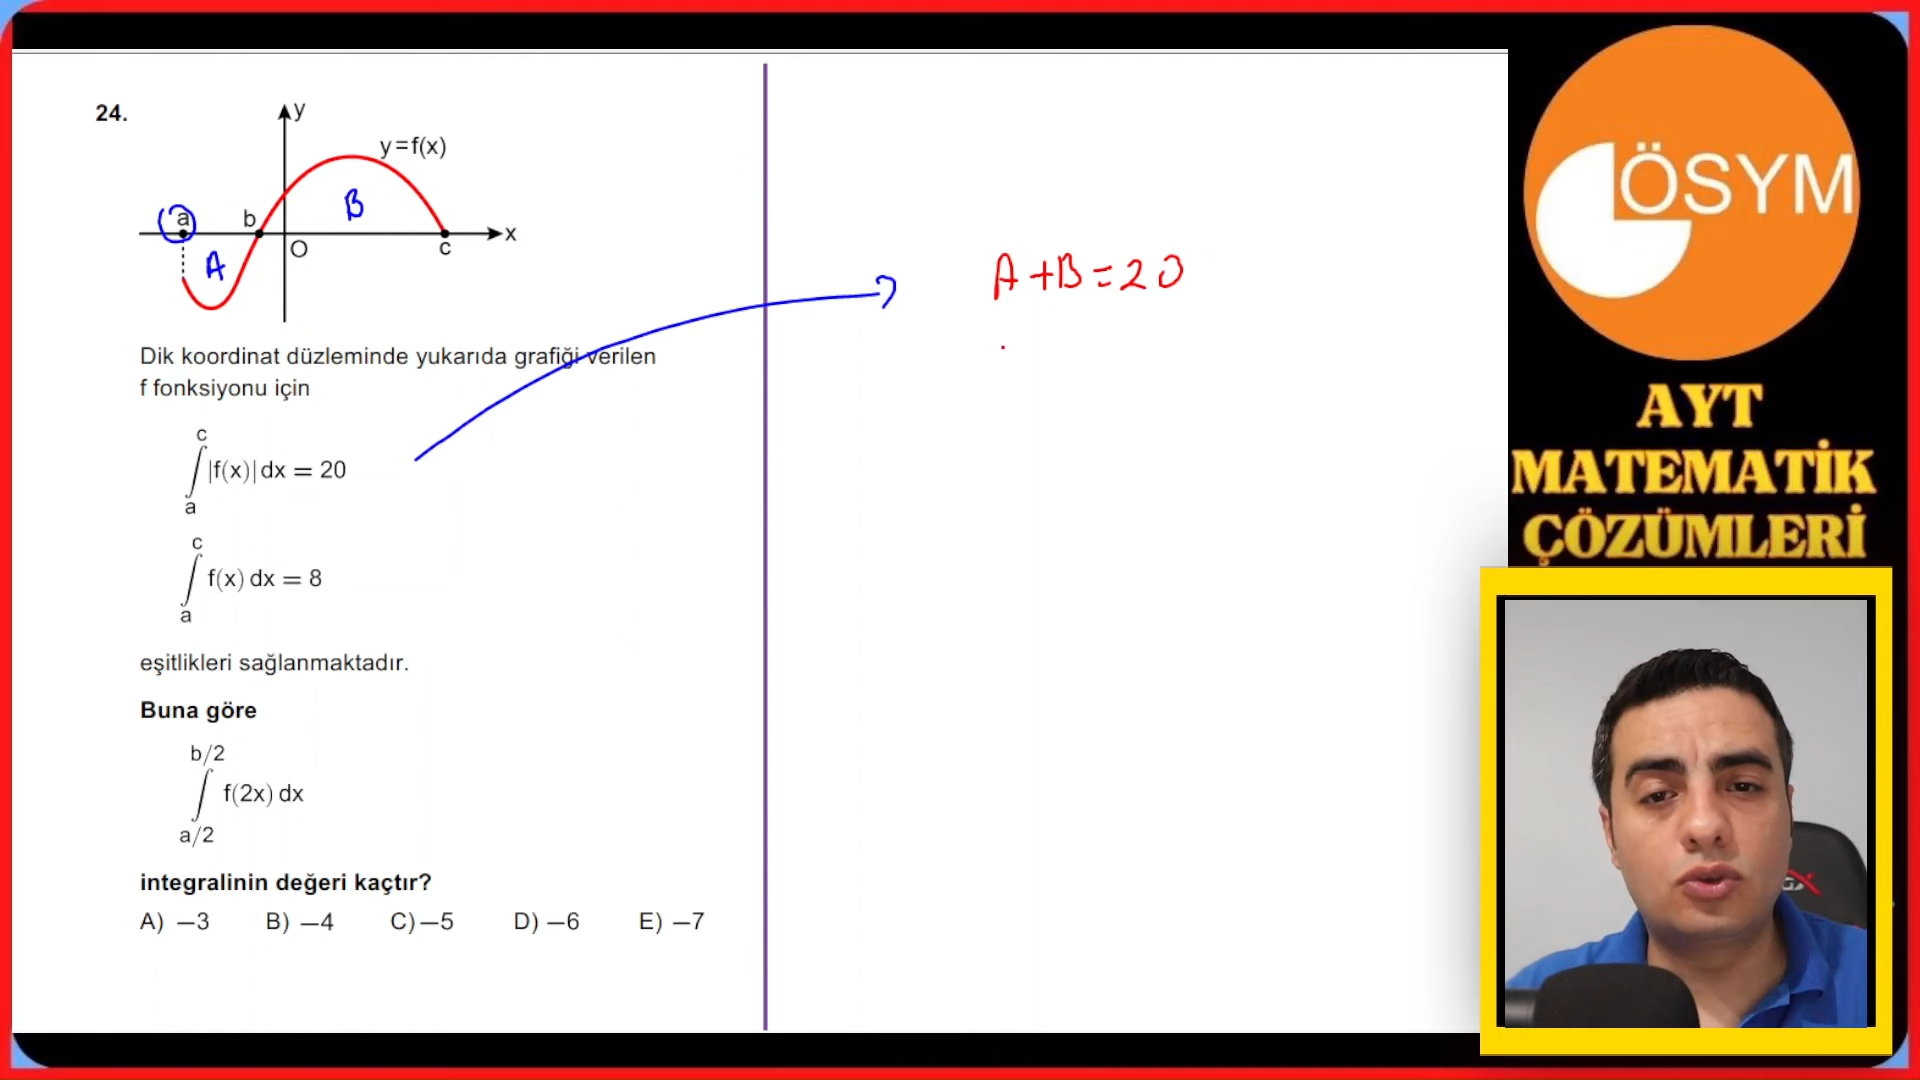 24.
y
y=f(x)
B
a
b
x
O
c
A
A+B=20
Dik koordinat düzleminde yukarıda grafiği verilen
f fonksiyonu için
c
∫|f(x)|dx = 20
a
c
∫ f(x) dx = 8
a
eşitlikleri sağlanmaktadır.
Buna göre
b/2
∫ f(2x) dx
a/2
integralinin değeri kaçtır?
A) −3 B) −4 C) −5 D) −6 E) −7
ÖSYM
AYT
MATEMATİK
ÇÖZÜMLERİ